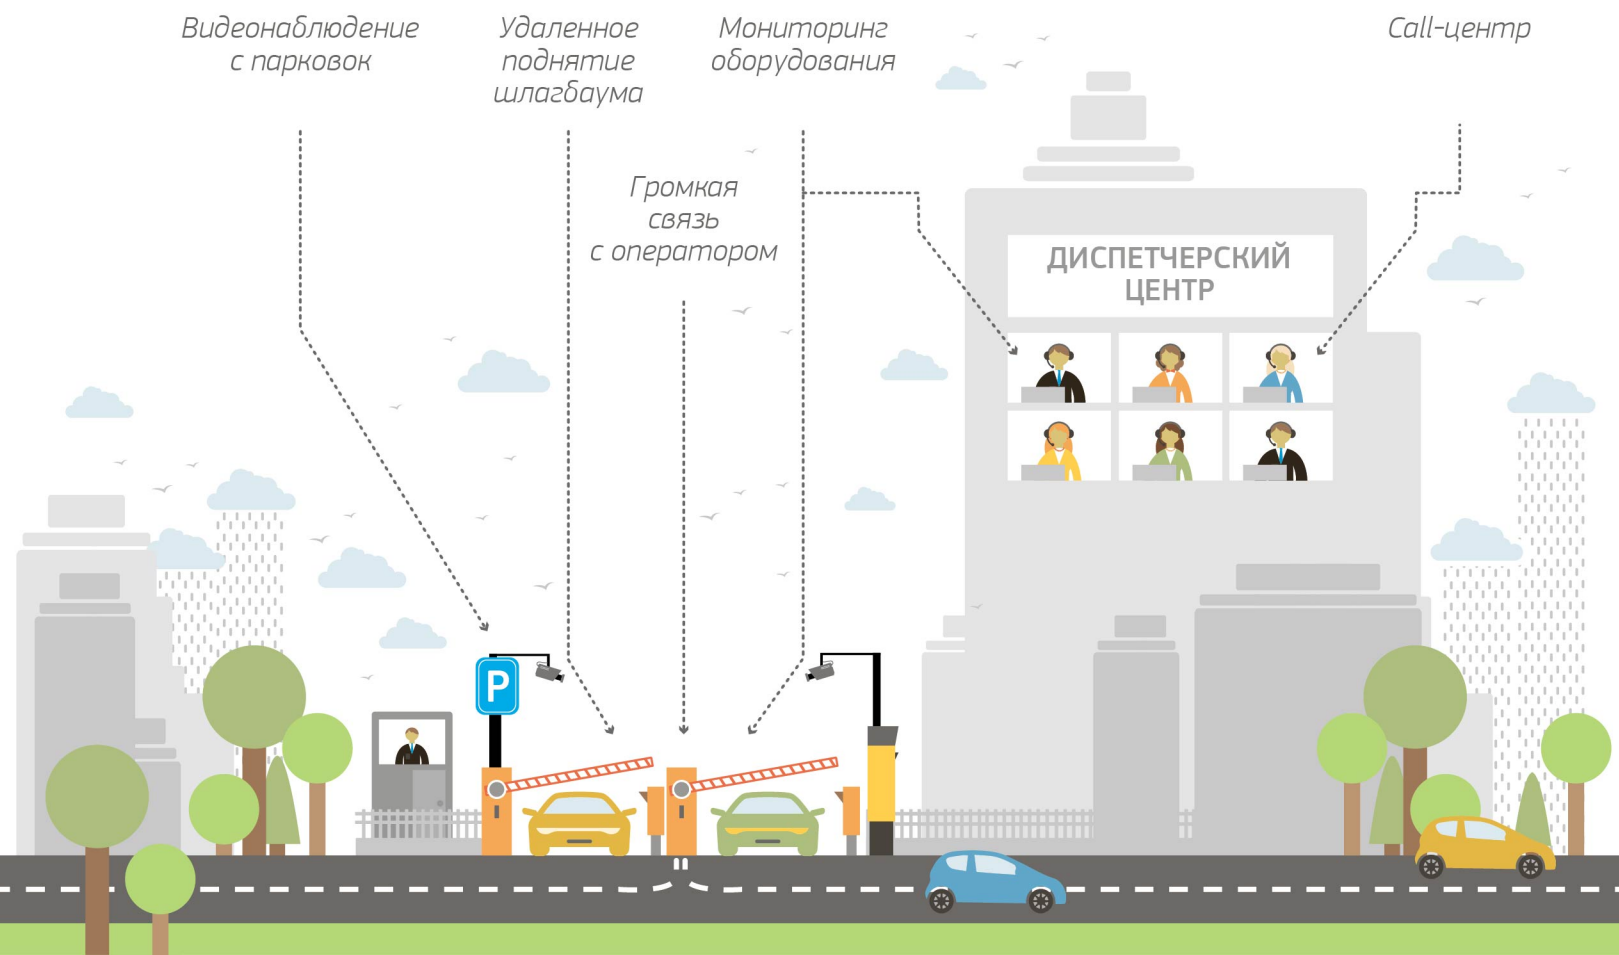 Видеонаблюдение
с парковок
Удаленное
поднятие
шлагбаума
Мониторинг
оборудования
Call-центр
Громкая
связь
с оператором
ДИСПЕТЧЕРСКИЙ
ЦЕНТР
P